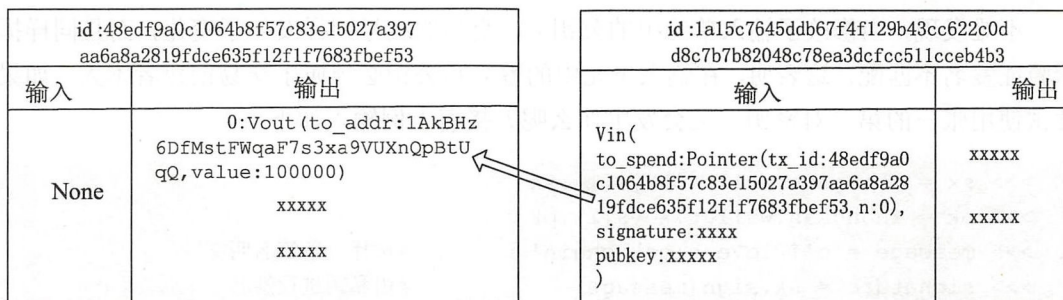 id:48edf9a0c1064b8f57c83e15027a397
aa6a8a2819fdce635f12f1f7683fbef53
输入
输出
None
0:Vout(to_addr:1AkBHz
6DfMstFWqaF7s3xa9VUXnQpBtU
qQ,value:100000)
xxxxx
xxxxx
id:1a15c7645ddb67f4f129b43cc622c0d
d8c7b7b82048c78ea3dcfcc511cceb4b3
输入
输出
Vin(
to_spend:Pointer(tx_id:48edf9a0
c1064b8f57c83e15027a397aa6a8a28
19fdce635f12f1f7683fbef53,n:0),
signature:xxxx
pubkey:xxxxx
)
xxxxx
xxxxx